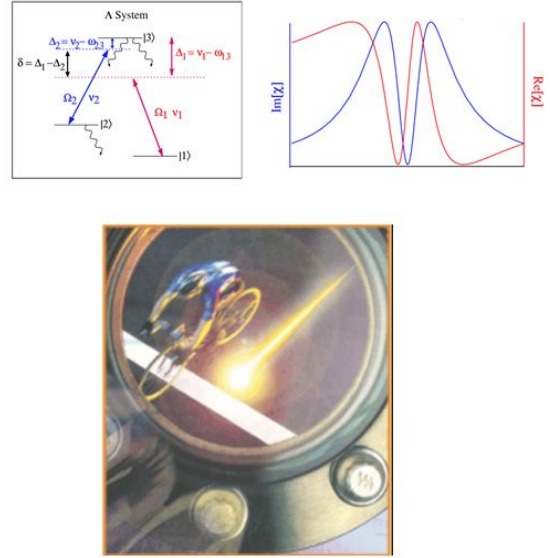 Λ System
Δ₂ = ν₂− ω₂₃
|3⟩
δ = Δ₁−Δ₂
Δ₁ = ν₁− ω₁₃
Ω₂ ν₂
Ω₁ ν₁
|2⟩
|1⟩
Im[χ]
Re[χ]